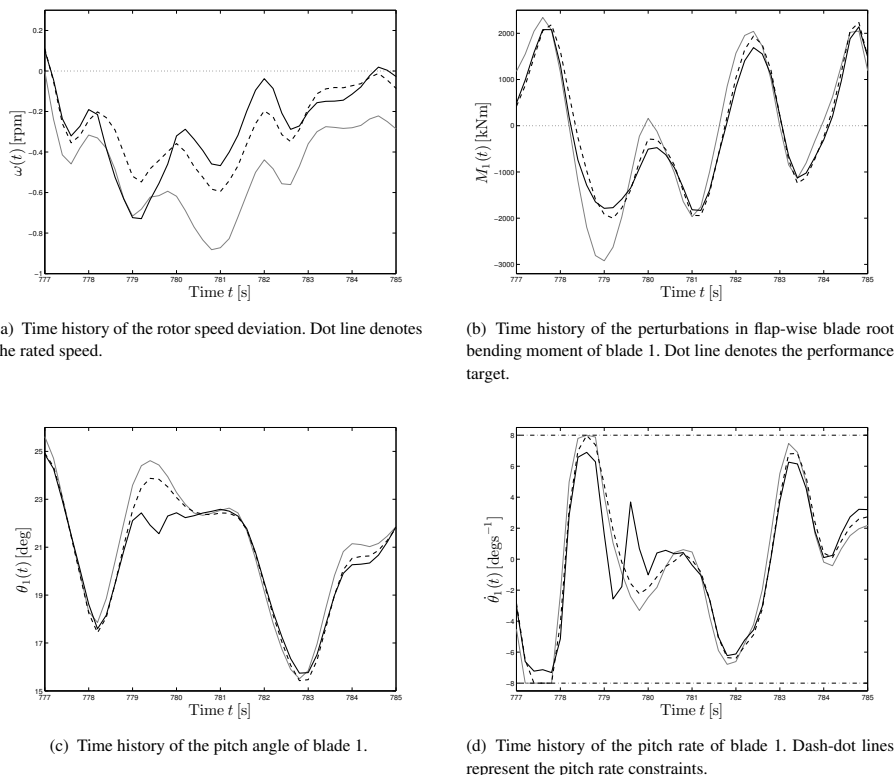 0.2
0
−0.2
−0.4
−0.6
−0.8
−1
ω(t) [rpm]
777 778 779 780 781 782 783 784 785
Time t [s]
2000
1000
0
−1000
−2000
−3000
M₁(t) [kNm]
777 778 779 780 781 782 783 784 785
Time t [s]
a) Time history of the rotor speed deviation. Dot line denotes
he rated speed.
(b) Time history of the perturbations in flap-wise blade root
bending moment of blade 1. Dot line denotes the performance
target.
25
23
21
19
17
15
θ₁(t) [deg]
777 778 779 780 781 782 783 784 785
Time t [s]
8
6
4
2
0
−2
−4
−6
−8
θ̇₁(t) [degs⁻¹]
777 778 779 780 781 782 783 784 785
Time t [s]
(c) Time history of the pitch angle of blade 1.
(d) Time history of the pitch rate of blade 1. Dash-dot lines
represent the pitch rate constraints.